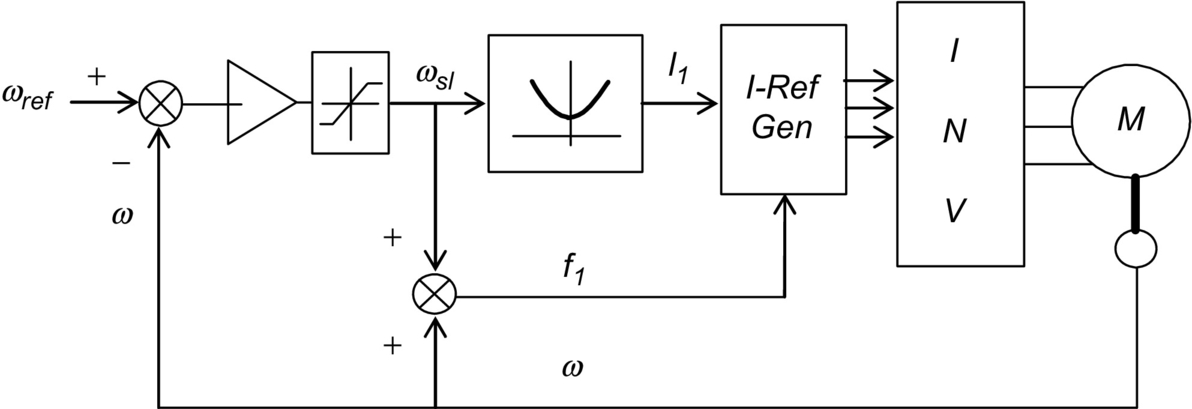 ω_ref
+
−
ω
ω_sl
I_1
I-Ref
Gen
I
N
V
M
+
f_1
+
ω